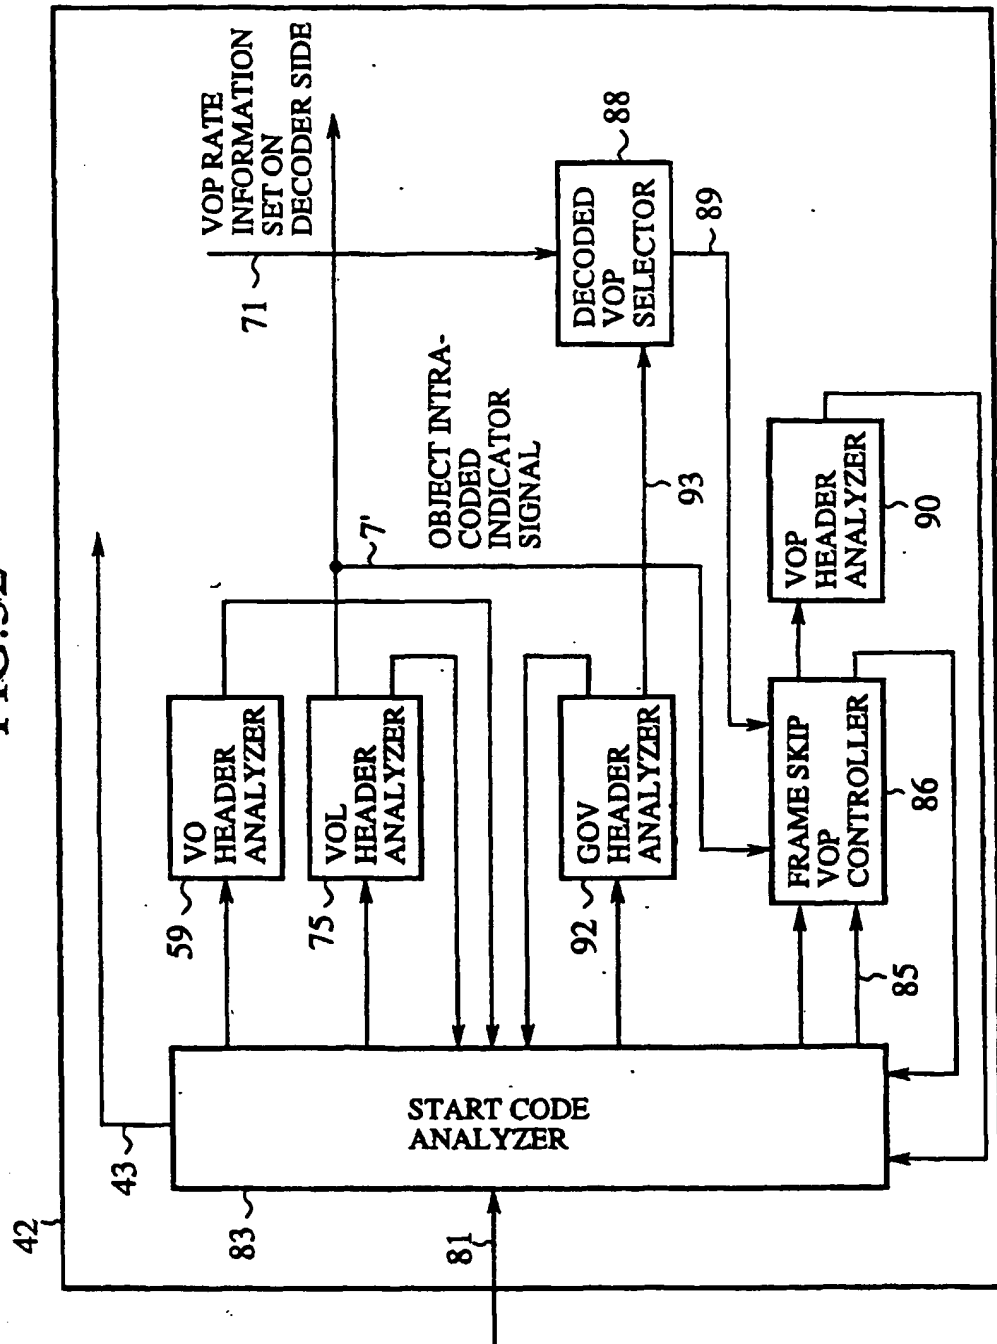 42
43
83
81
START CODE
ANALYZER
59
VO
HEADER
ANALYZER
75
VOL
HEADER
ANALYZER
92
GOV
HEADER
ANALYZER
85
FRAME SKIP
VOP
CONTROLLER
86
7'
OBJECT INTRA-
CODED
INDICATOR
SIGNAL
93
VOP
HEADER
ANALYZER
90
71
VOP RATE
INFORMATION
SET ON
DECODER SIDE
DECODED
VOP
SELECTOR
88
89